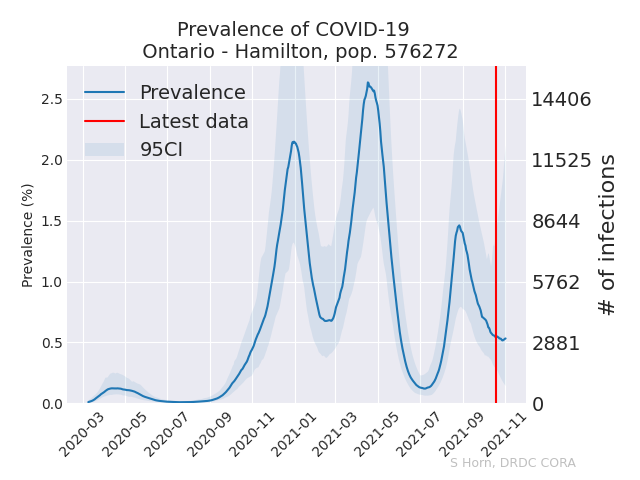 Prevalence of COVID-19
Ontario - Hamilton, pop. 576272
Prevalence
Latest data
95CI
Prevalence (%)
2.5
2.0
1.5
1.0
0.5
0.0
14406
11525
8644
5762
2881
0
# of infections
2020-03
2020-05
2020-07
2020-09
2020-11
2021-01
2021-03
2021-05
2021-07
2021-09
2021-11
S Horn, DRDC CORA